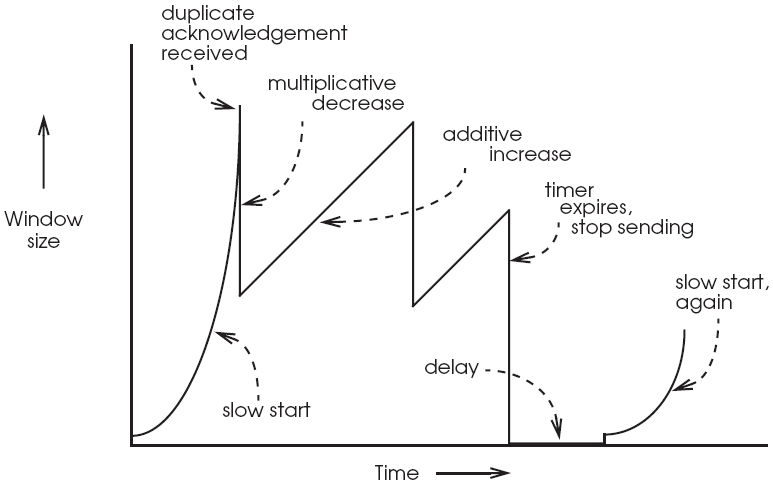 duplicate
acknowledgement
received
multiplicative
decrease
additive
increase
timer
expires,
stop sending
Window
size
slow start,
again
delay
slow start
Time